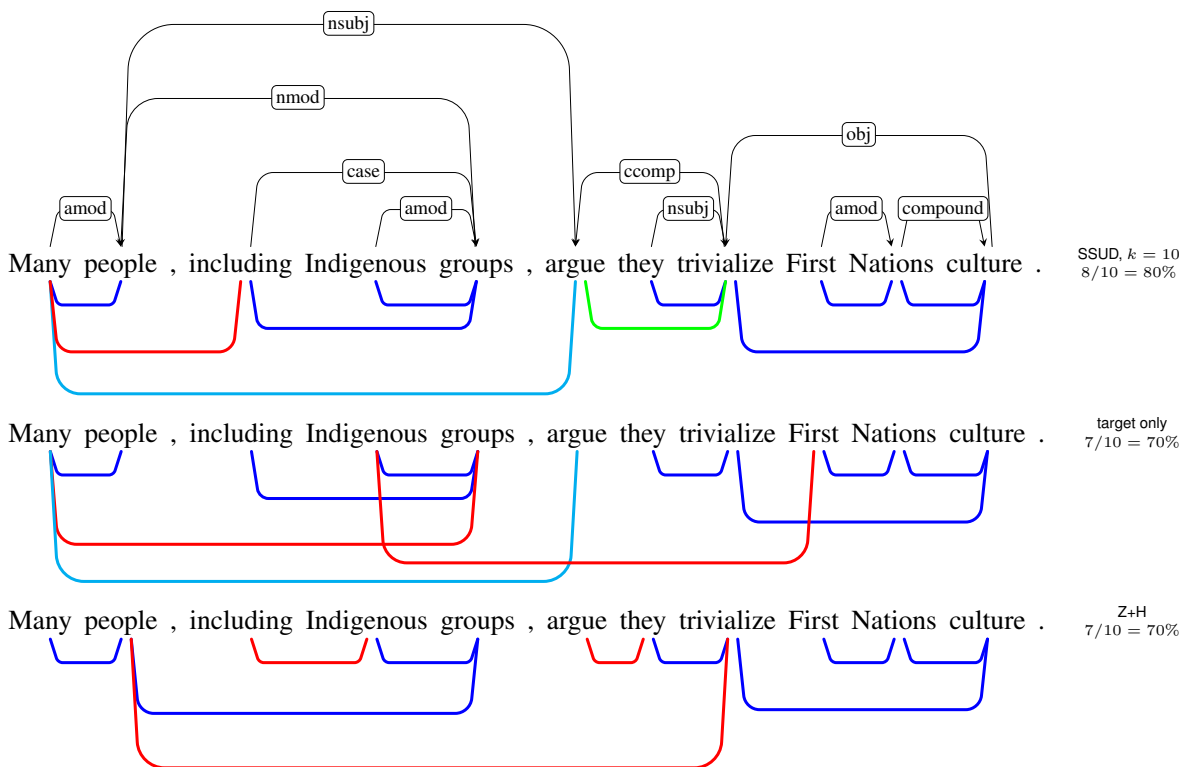 nsubj
nmod
obj
case
ccomp
amod
amod
nsubj
amod
compound
Many people , including Indigenous groups , argue they trivialize First Nations culture .
SSUD, k = 10
8/10 = 80%
Many people , including Indigenous groups , argue they trivialize First Nations culture .
target only
7/10 = 70%
Many people , including Indigenous groups , argue they trivialize First Nations culture .
Z+H
7/10 = 70%